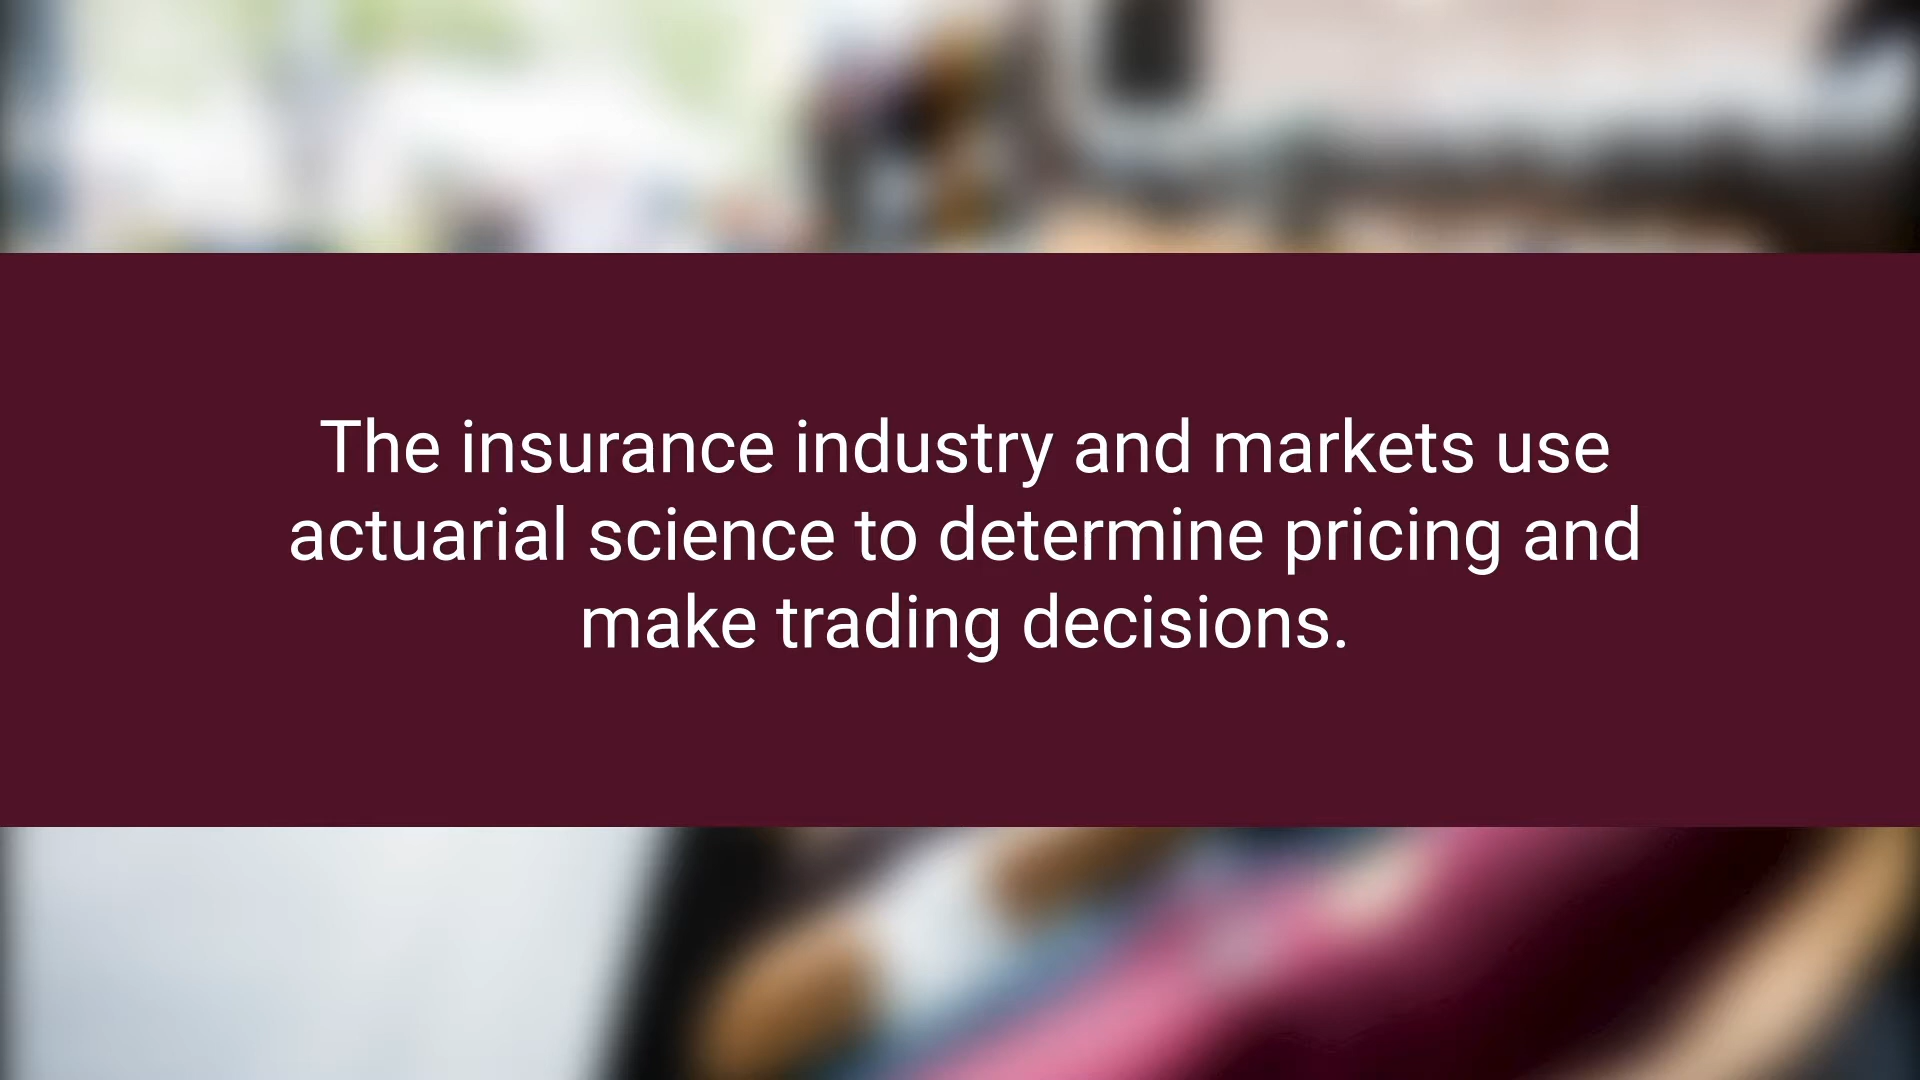 The insurance industry and markets use
actuarial science to determine pricing and
make trading decisions.